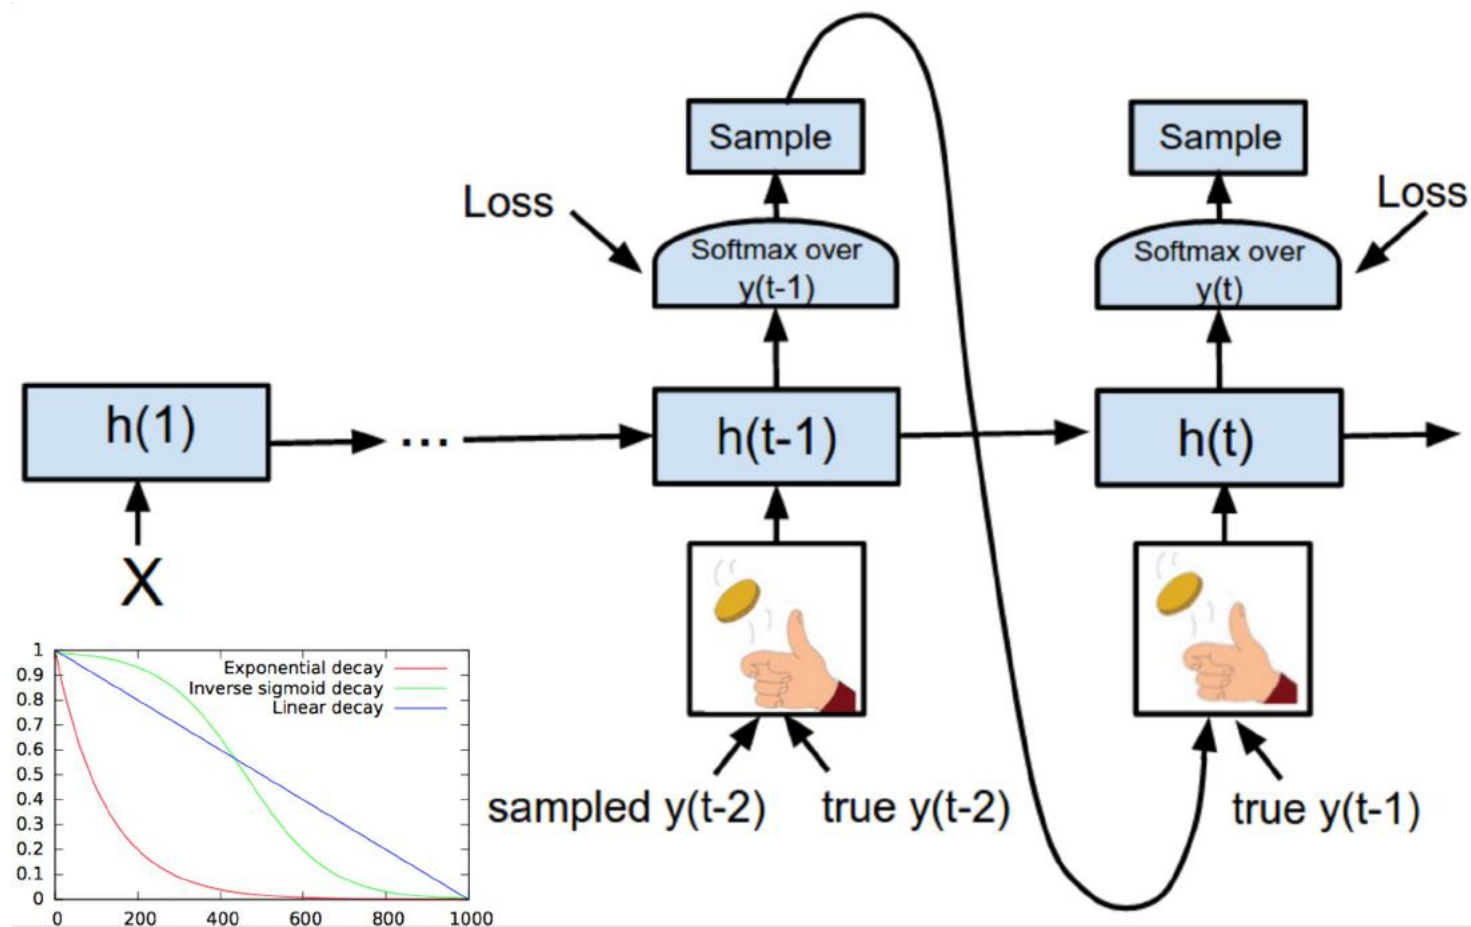 Sample
Sample
Loss
Loss
Softmax over
y(t-1)
Softmax over
y(t)
h(1)
...
h(t-1)
h(t)
X
sampled y(t-2)
true y(t-2)
true y(t-1)
Exponential decay
Inverse sigmoid decay
Linear decay
1
0.9
0.8
0.7
0.6
0.5
0.4
0.3
0.2
0.1
0
0 200 400 600 800 1000